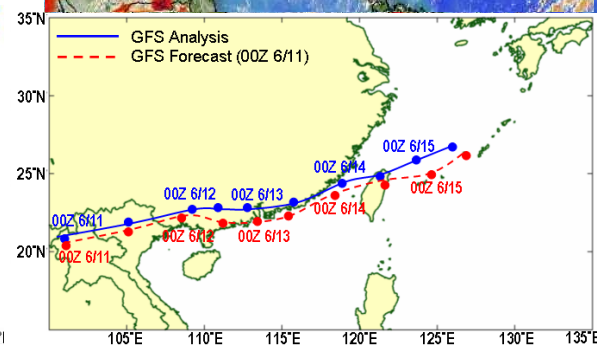 35°N
GFS Analysis
GFS Forecast (00Z 6/11)
30°N
00Z 6/15
25°N
00Z 6/14
00Z 6/12
00Z 6/13
00Z 6/15
00Z 6/11
00Z 6/14
00Z 6/12
00Z 6/13
20°N
00Z 6/11
105°E
110°E
115°E
120°E
125°E
130°E
135°E